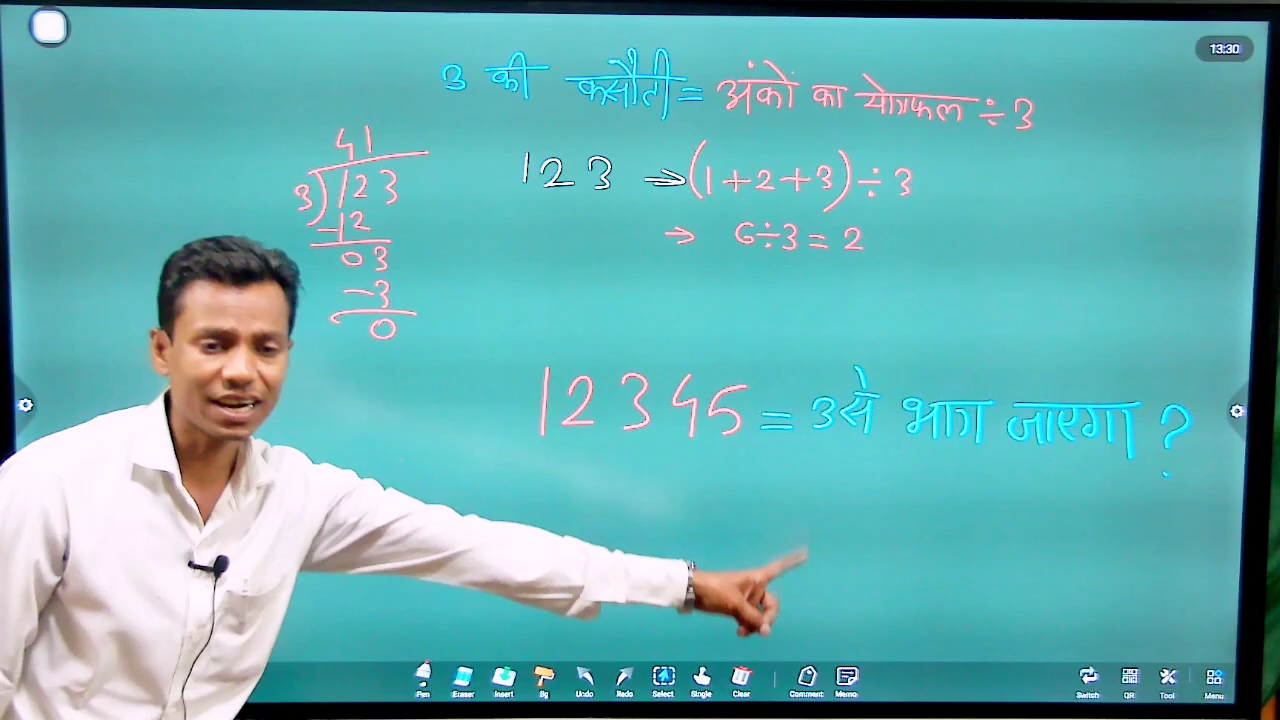 13:30
3 की कसौटी = अंकों का योगफल ÷ 3
41
3)123
-12
03
-3
0
123 → (1+2+3) ÷ 3
→ 6÷3 = 2
12345 = 3 से भाग जाएगा ?
Pen Eraser Insert Bg Undo Redo Select Single Clear Comment Memo Switch QR Tool Menu